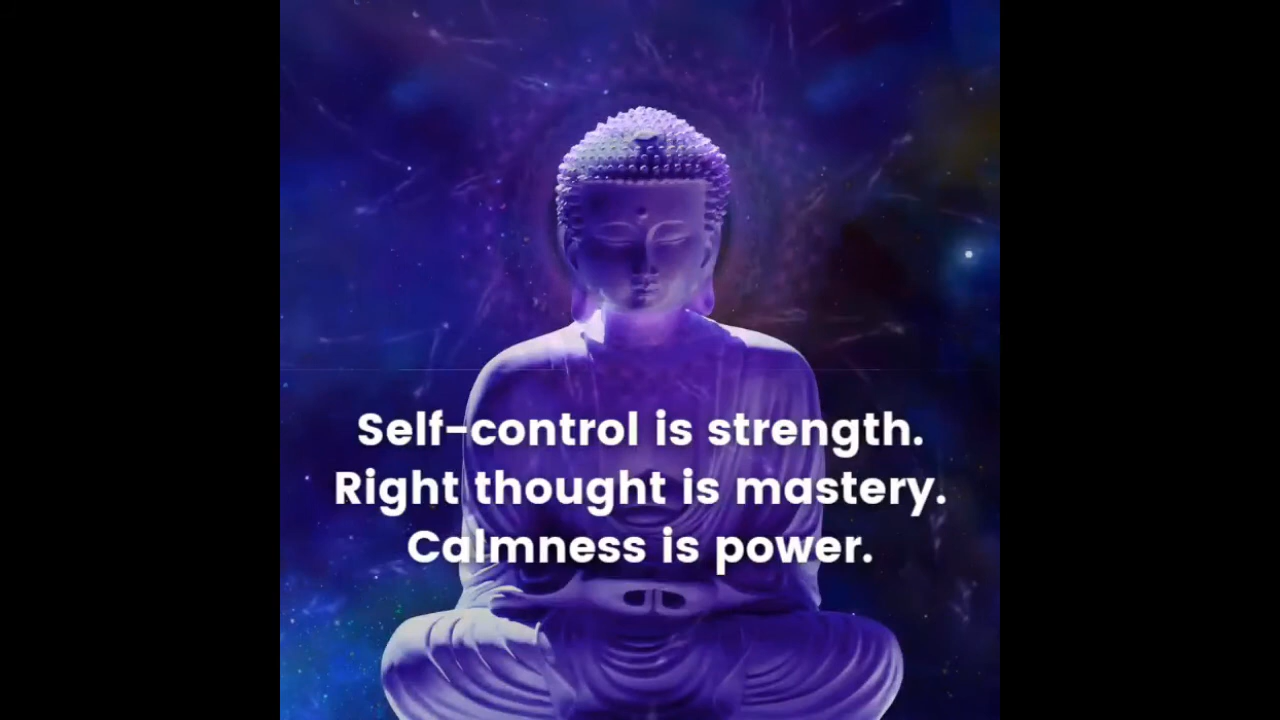 Self-control is strength.
Right thought is mastery.
Calmness is power.